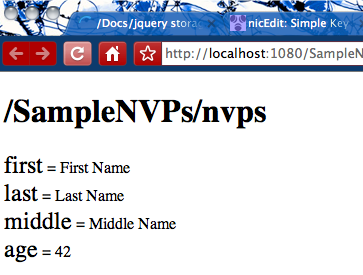 /Docs/jquery storag
nicEdit: Simple Key
http://localhost:1080/SampleN
/SampleNVPs/nvps
first = First Name
last = Last Name
middle = Middle Name
age = 42